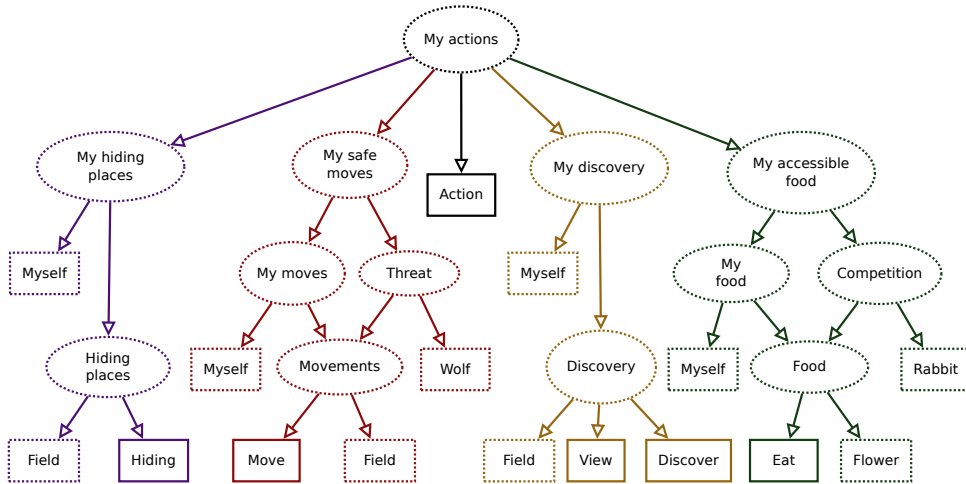 My actions
My hiding
places
My safe
moves
Action
My discovery
My accessible
food
Myself
My moves
Threat
Myself
My
food
Competition
Hiding
places
Myself
Movements
Wolf
Discovery
Myself
Food
Rabbit
Field
Hiding
Move
Field
Field
View
Discover
Eat
Flower